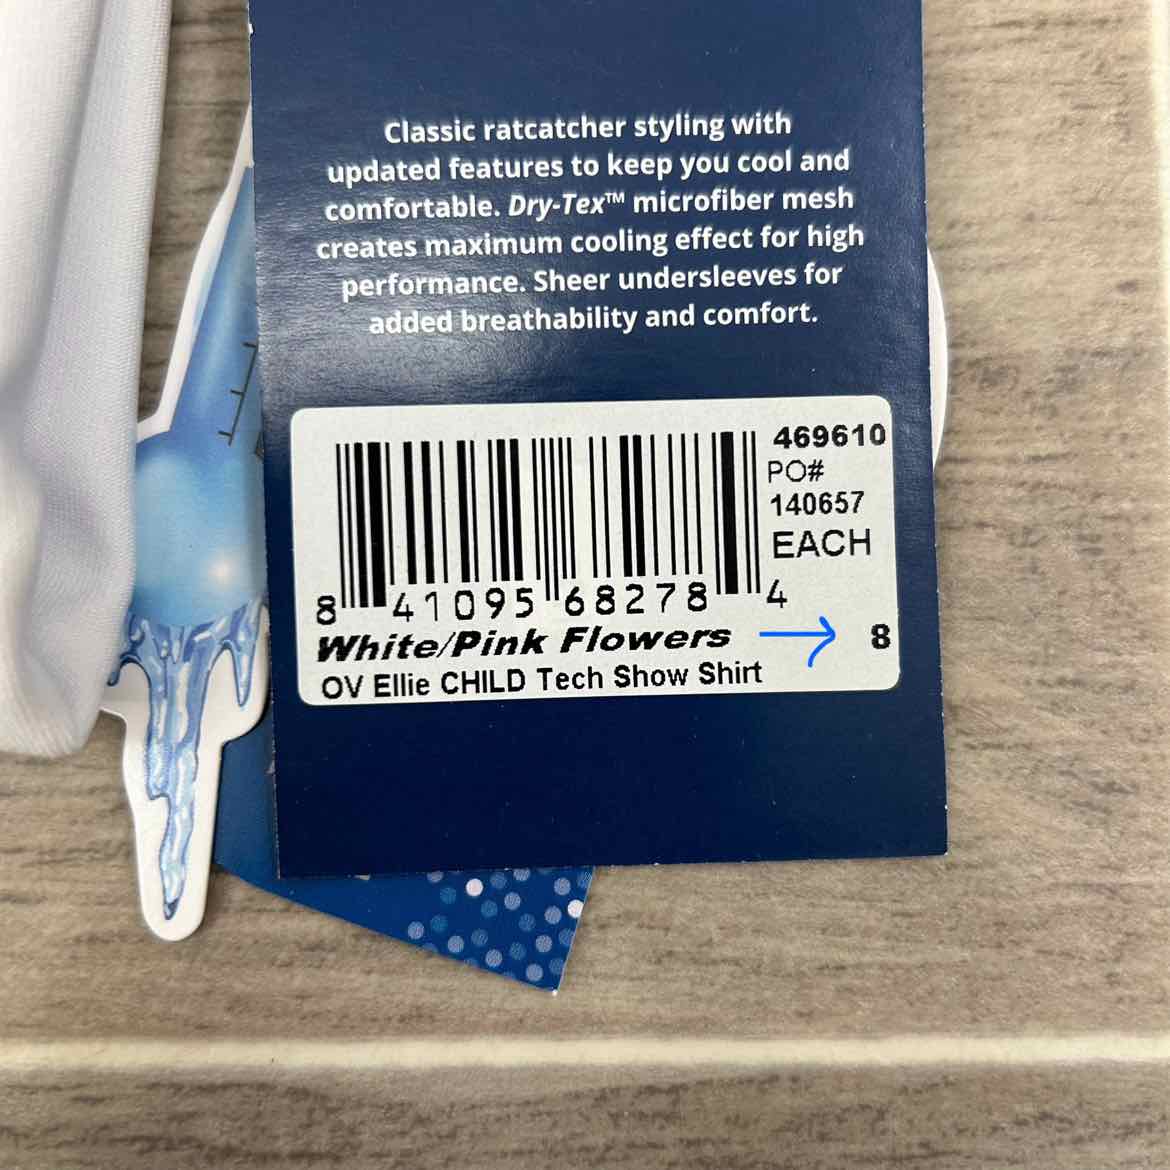 Classic ratcatcher styling with
updated features to keep you cool and
comfortable. Dry-Tex™ microfiber mesh
creates maximum cooling effect for high
performance. Sheer undersleeves for
added breathability and comfort.
469610
PO#
140657
EACH
8 41095 68278 4
White/Pink Flowers 8
OV Ellie CHILD Tech Show Shirt